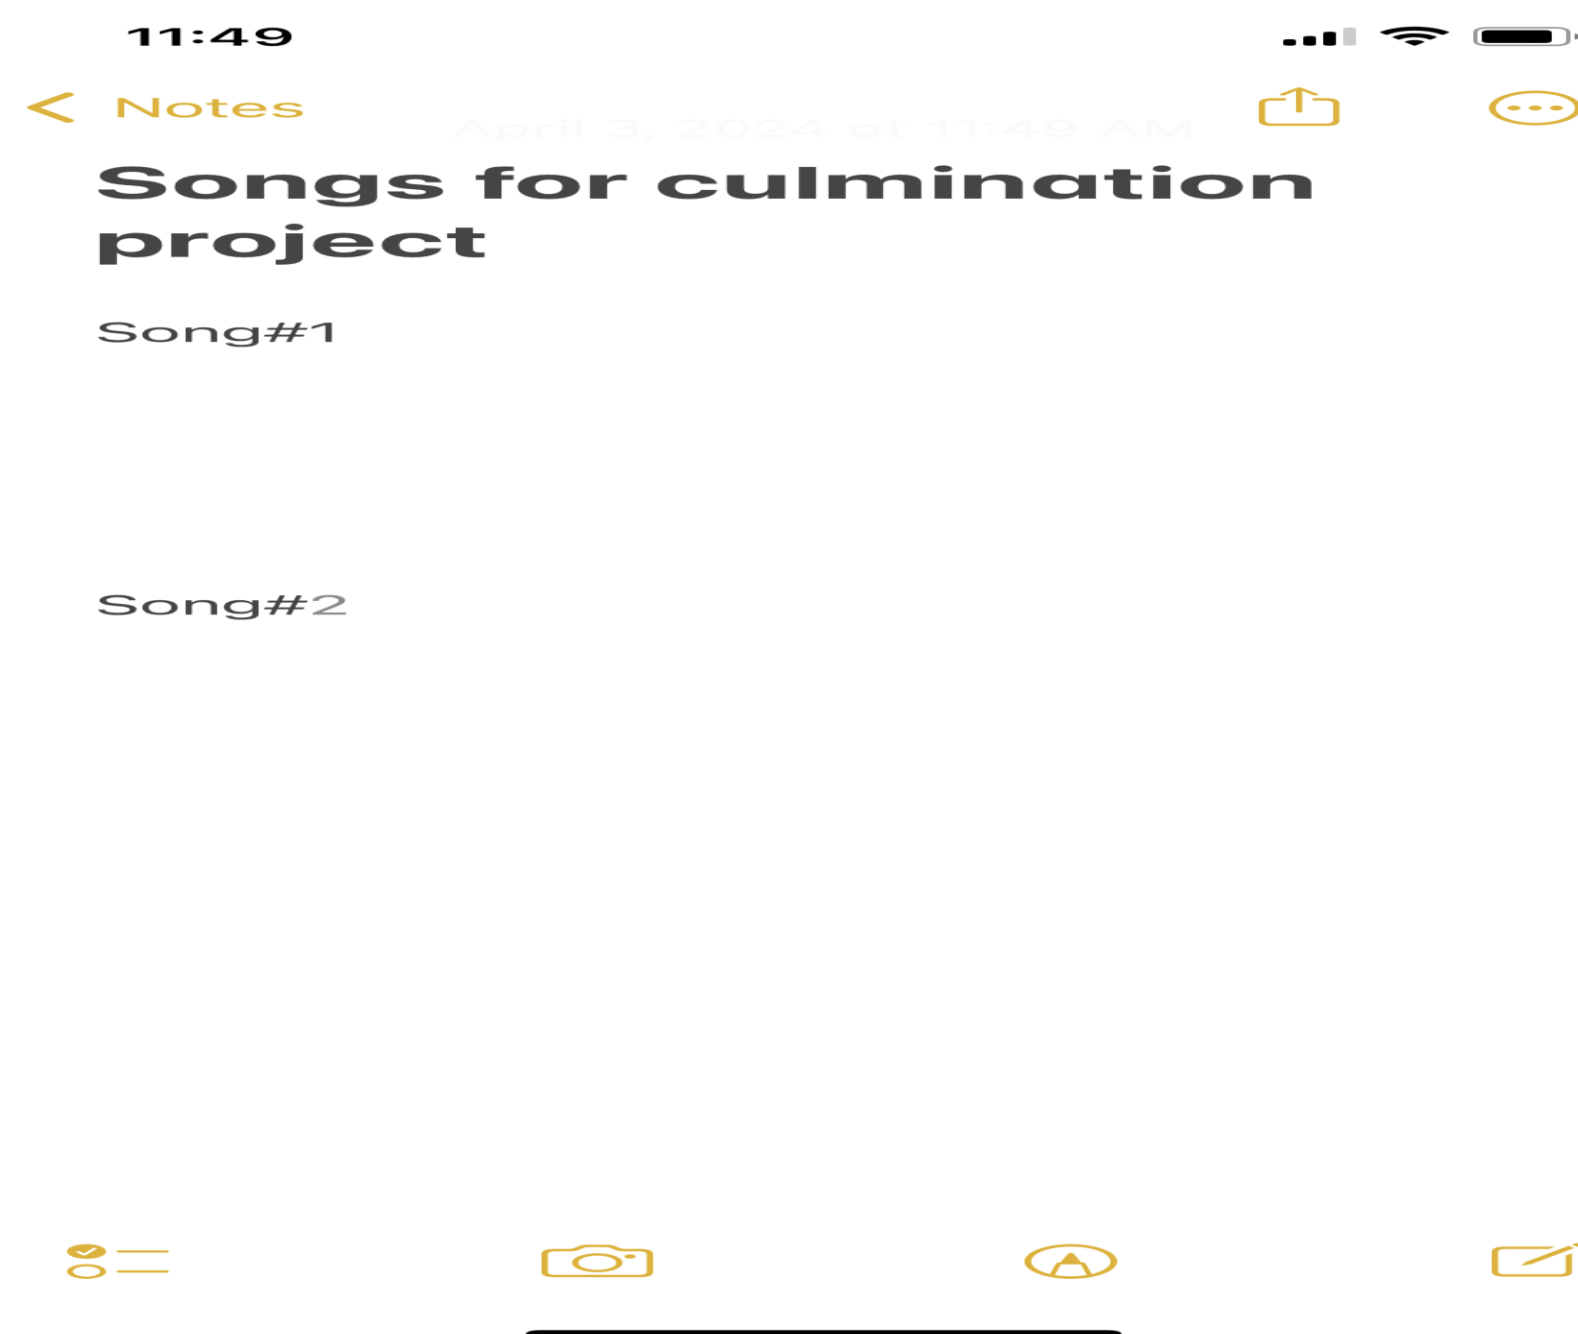 11:49
Notes
April 3, 2024 at 11:49 AM
Songs for culmination
project
Song#1
Song#2